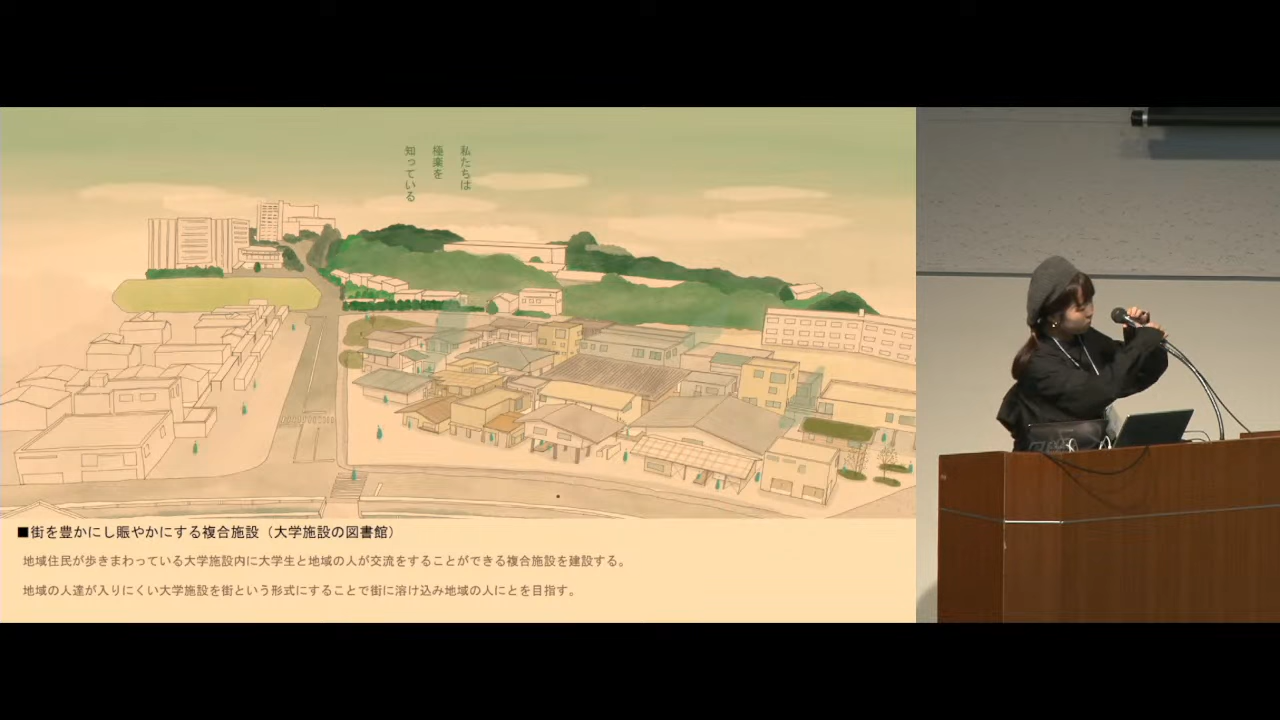 私たちは
極楽を
知っている
■街を豊かにし賑やかにする複合施設（大学施設の図書館）
地域住民が歩きまわっている大学施設内に大学生と地域の人が交流をすることができる複合施設を建設する。
地域の人達が入りにくい大学施設を街という形式にすることで街に溶け込み地域の人にとを目指す。